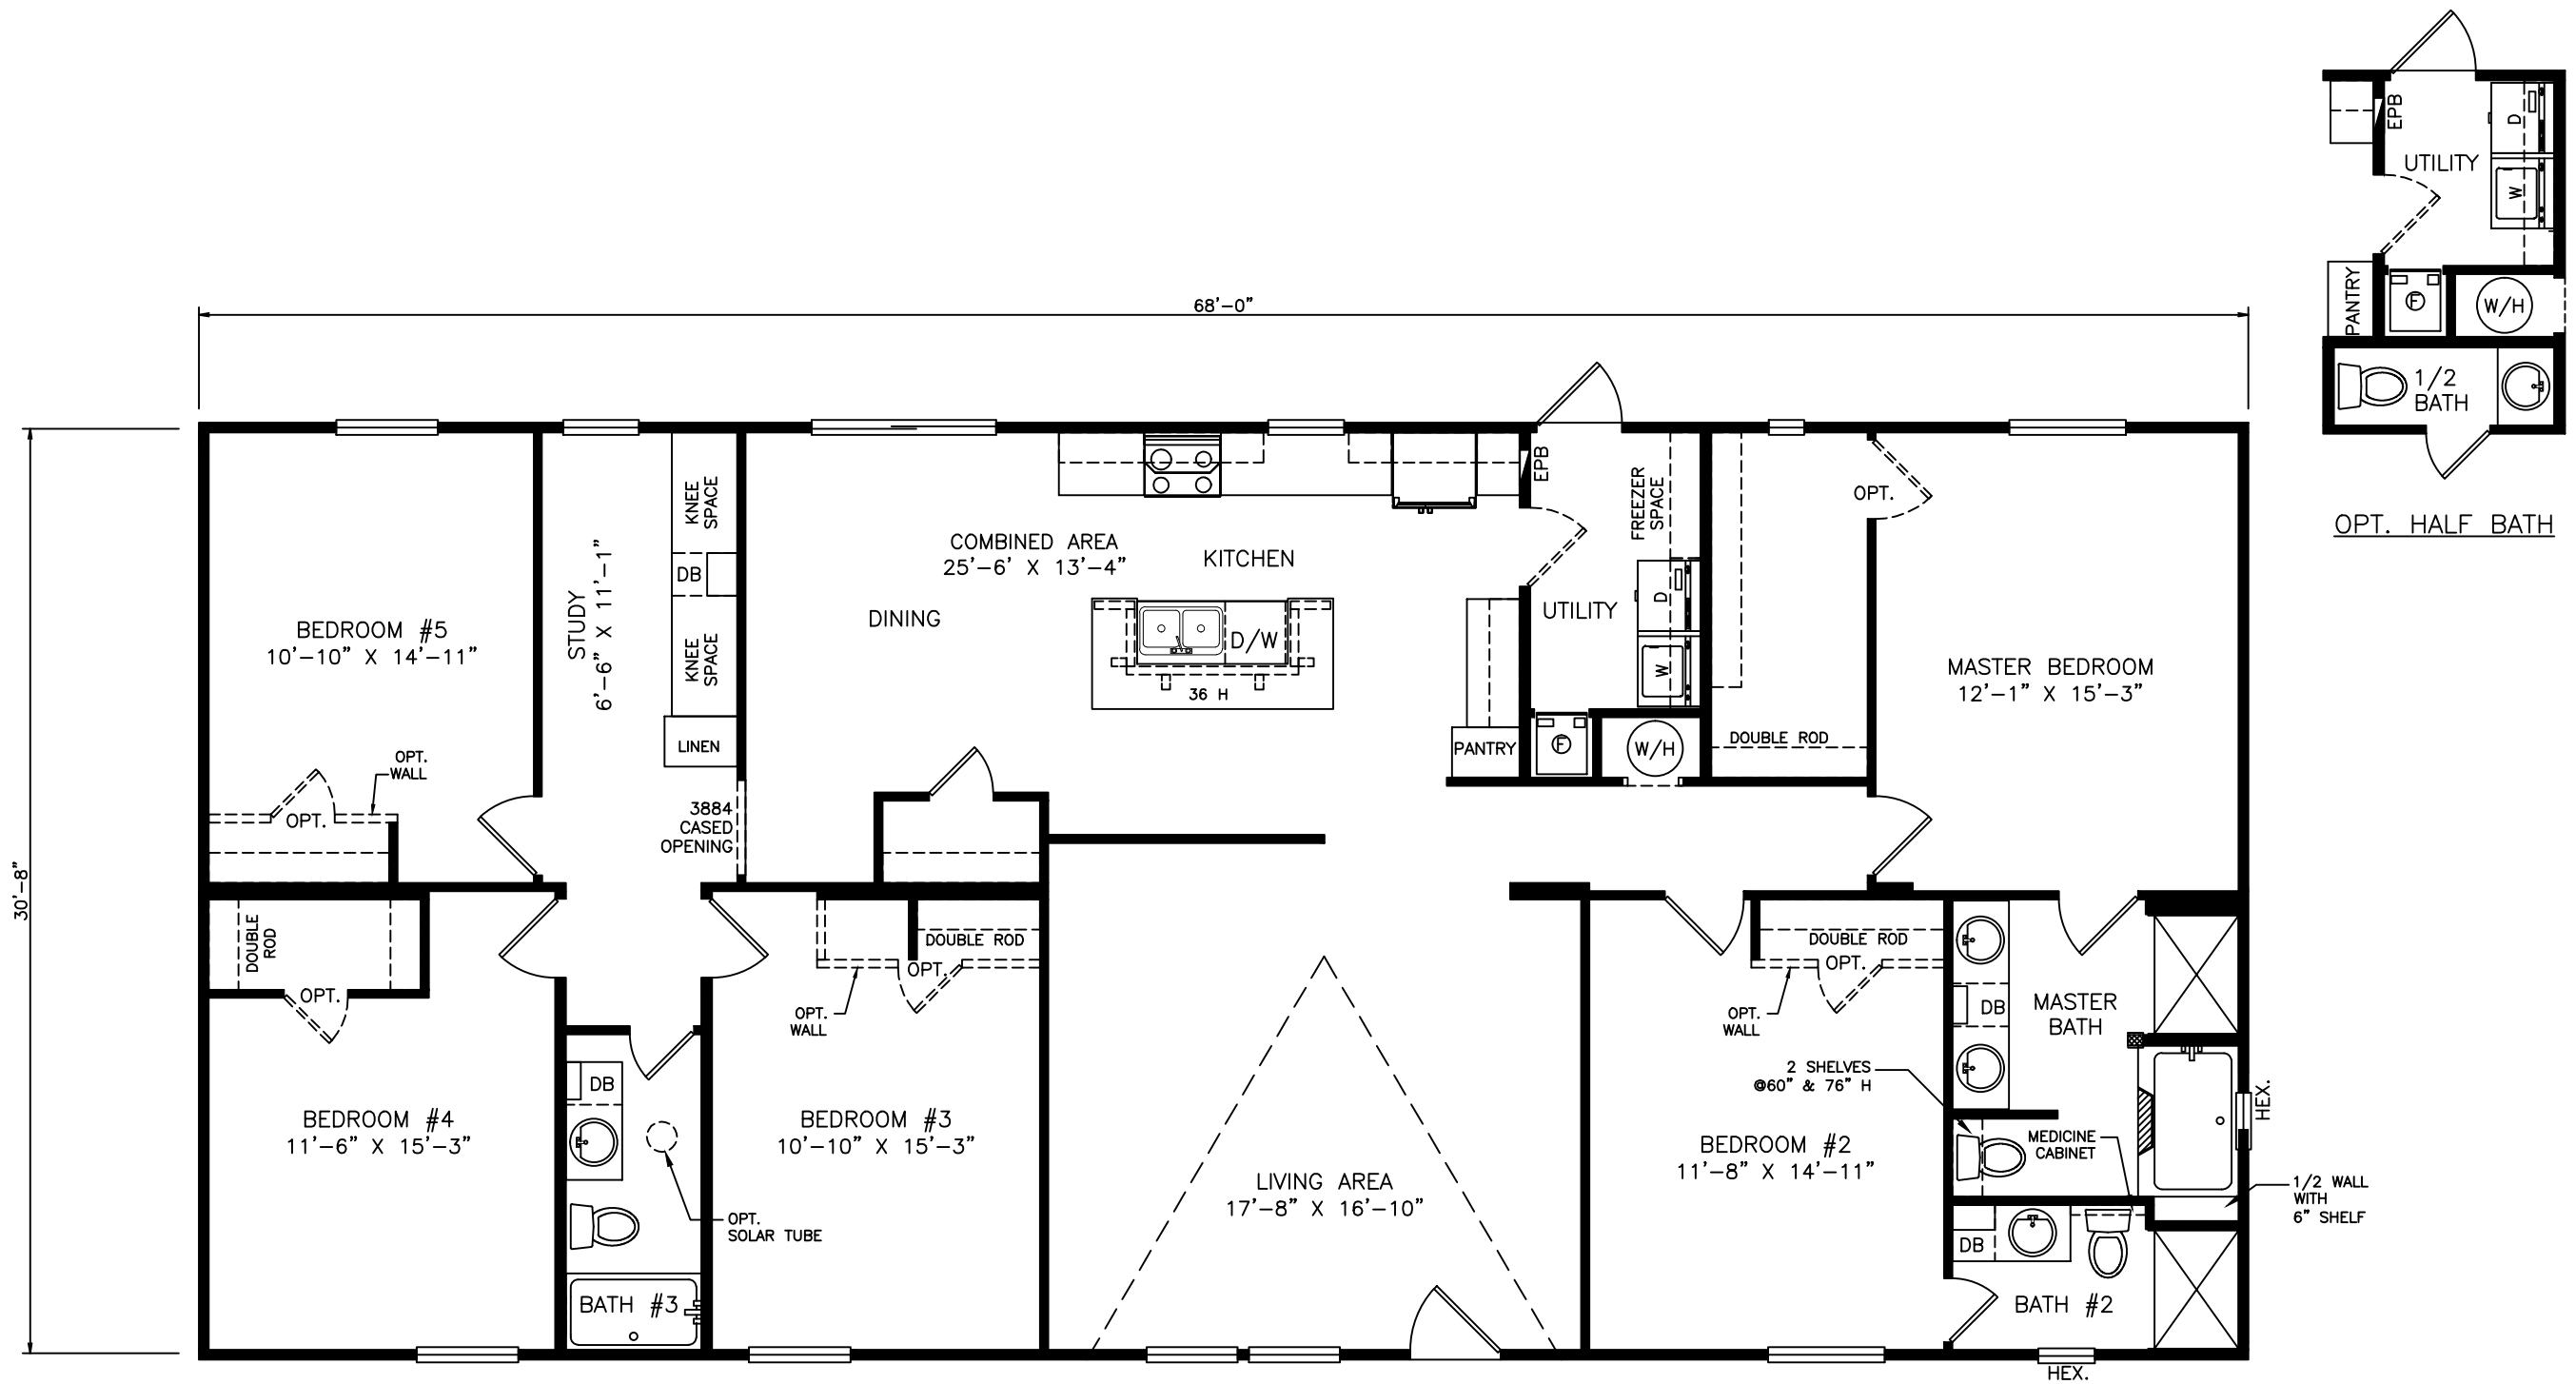 EPB
D
UTILITY
W
PANTRY
F
W/H
1/2
BATH
OPT. HALF BATH
68'-0"
30'-8"
BEDROOM #5
10'-10" X 14'-11"
OPT.
WALL
OPT.
STUDY
6'-6" X 11'-1"
KNEE
SPACE
DB
KNEE
SPACE
LINEN
3884
CASED
OPENING
COMBINED AREA
25'-6' X 13'-4"
KITCHEN
DINING
D/W
36 H
PANTRY
EPB
UTILITY
FREEZER
SPACE
D
W
F
W/H
OPT.
DOUBLE ROD
MASTER BEDROOM
12'-1" X 15'-3"
DOUBLE
ROD
OPT.
BEDROOM #4
11'-6" X 15'-3"
DB
OPT.
SOLAR TUBE
BATH #3
DOUBLE ROD
OPT.
OPT.
WALL
BEDROOM #3
10'-10" X 15'-3"
LIVING AREA
17'-8" X 16'-10"
DOUBLE ROD
OPT.
OPT.
WALL
2 SHELVES
@60" & 76" H
BEDROOM #2
11'-8" X 14'-11"
DB
MASTER
BATH
MEDICINE
CABINET
HEX.
1/2 WALL
WITH
6" SHELF
DB
BATH #2
HEX.